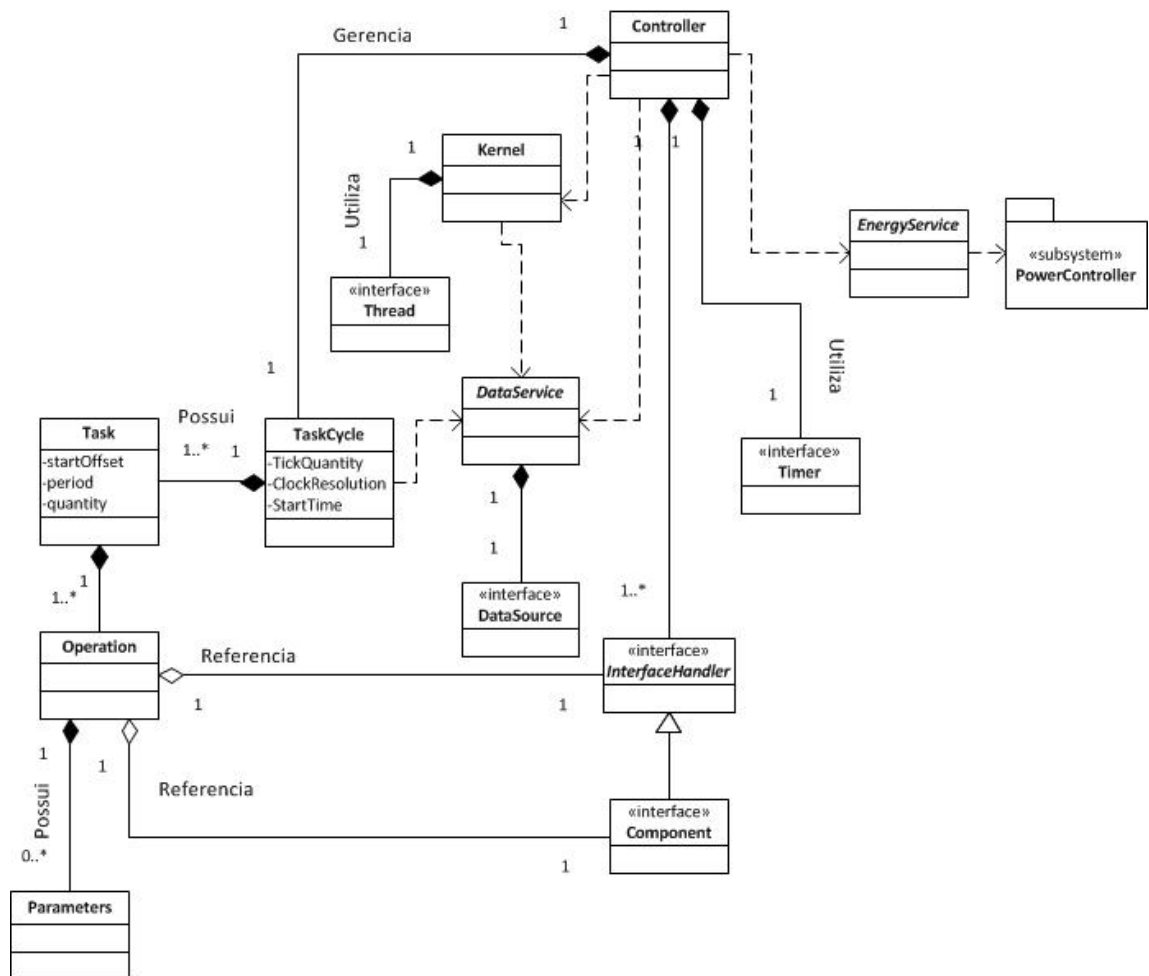 1
Controller
Gerencia
1
Kernel
1
1
Utiliza
1
«interface»
Thread
EnergyService
«subsystem»
PowerController
1
DataService
Utiliza
1
Possui
Task
-startOffset
-period
-quantity
1..*
1
TaskCycle
-TickQuantity
-ClockResolution
-StartTime
«interface»
Timer
1
1
1
1..*
«interface»
DataSource
1..*
Operation
Referencia
«interface»
InterfaceHandler
1
1
1
1
Possui
Referencia
«interface»
Component
0..*
1
Parameters